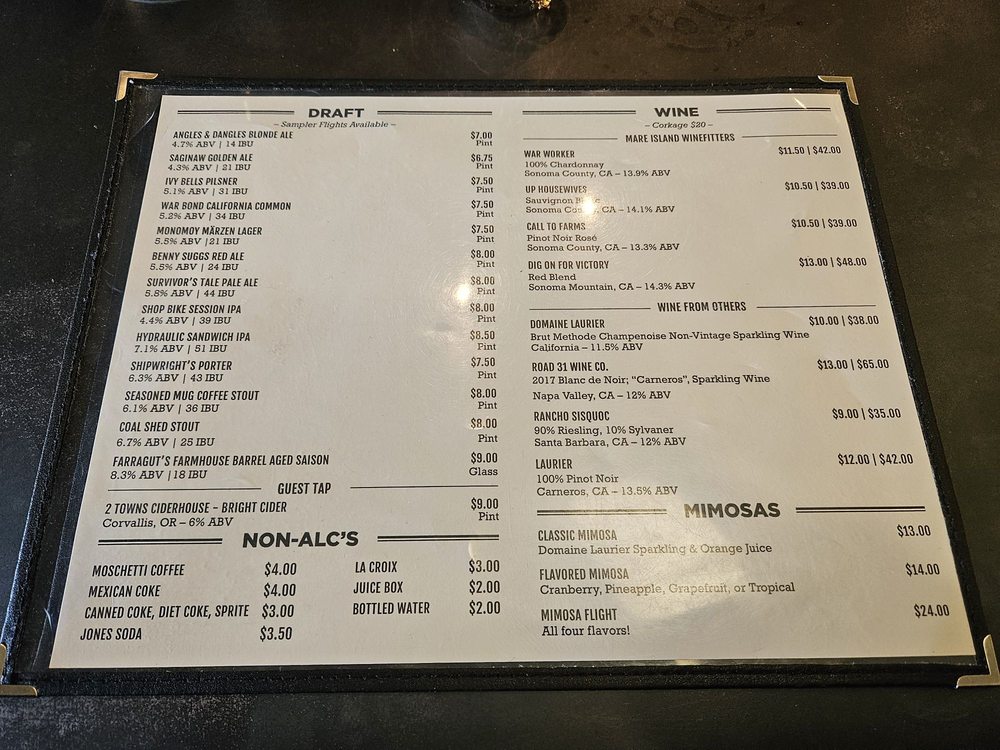 DRAFT
– Sampler Flights Available –
ANGLES & DANGLES BLONDE ALE $7.00
4.7% ABV | 14 IBU Pint
SAGINAW GOLDEN ALE $6.75
4.3% ABV | 21 IBU Pint
IVY BELLS PILSNER $7.50
5.1% ABV | 31 IBU Pint
WAR BOND CALIFORNIA COMMON $7.50
5.2% ABV | 34 IBU Pint
MONOMOY MÄRZEN LAGER $7.50
5.5% ABV | 21 IBU Pint
BENNY SUGGS RED ALE $8.00
5.5% ABV | 24 IBU Pint
SURVIVOR'S TALE PALE ALE $8.00
5.8% ABV | 44 IBU Pint
SHOP BIKE SESSION IPA $8.00
4.4% ABV | 39 IBU Pint
HYDRAULIC SANDWICH IPA $8.50
7.1% ABV | 51 IBU Pint
SHIPWRIGHT'S PORTER $7.50
6.3% ABV | 43 IBU Pint
SEASONED MUG COFFEE STOUT $8.00
6.1% ABV | 36 IBU Pint
COAL SHED STOUT $8.00
6.7% ABV | 25 IBU Pint
FARRAGUT'S FARMHOUSE BARREL AGED SAISON $9.00
8.3% ABV | 18 IBU Glass
GUEST TAP
2 TOWNS CIDERHOUSE – BRIGHT CIDER $9.00
Corvallis, OR – 6% ABV Pint
NON-ALC'S
MOSCHETTI COFFEE $4.00
MEXICAN COKE $4.00
CANNED COKE, DIET COKE, SPRITE $3.00
JONES SODA $3.50
LA CROIX $3.00
JUICE BOX $2.00
BOTTLED WATER $2.00
WINE
– Corkage $20 –
MARE ISLAND WINEFITTERS
WAR WORKER $11.50 | $42.00
100% Chardonnay
Sonoma County, CA – 13.9% ABV
UP HOUSEWIVES $10.50 | $39.00
Sauvignon
Sonoma CA – 14.1% ABV
CALL TO FARMS $10.50 | $39.00
Pinot Noir Rosé
Sonoma County, CA – 13.3% ABV
DIG ON FOR VICTORY $13.00 | $48.00
Red Blend
Sonoma Mountain, CA – 14.3% ABV
WINE FROM OTHERS
DOMAINE LAURIER $10.00 | $38.00
Brut Methode Champenoise Non-Vintage Sparkling Wine
California – 11.5% ABV
ROAD 31 WINE CO. $13.00 | $65.00
2017 Blanc de Noir; "Carneros", Sparkling Wine
Napa Valley, CA – 12% ABV
RANCHO SISQUOC $9.00 | $35.00
90% Riesling, 10% Sylvaner
Santa Barbara, CA – 12% ABV
LAURIER $12.00 | $42.00
100% Pinot Noir
Carneros, CA – 13.5% ABV
MIMOSAS
CLASSIC MIMOSA $13.00
Domaine Laurier Sparkling & Orange Juice
FLAVORED MIMOSA $14.00
Cranberry, Pineapple, Grapefruit, or Tropical
MIMOSA FLIGHT $24.00
All four flavors!